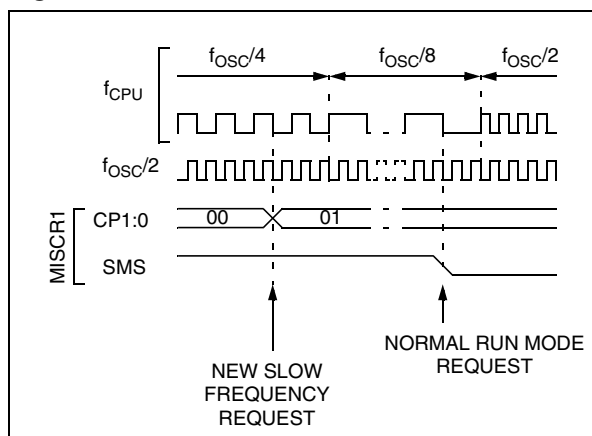 fOSC/4 fOSC/8 fOSC/2
fCPU
fOSC/2
MISCR1
CP1:0 00 01
SMS
NEW SLOW
FREQUENCY
REQUEST
NORMAL RUN MODE
REQUEST